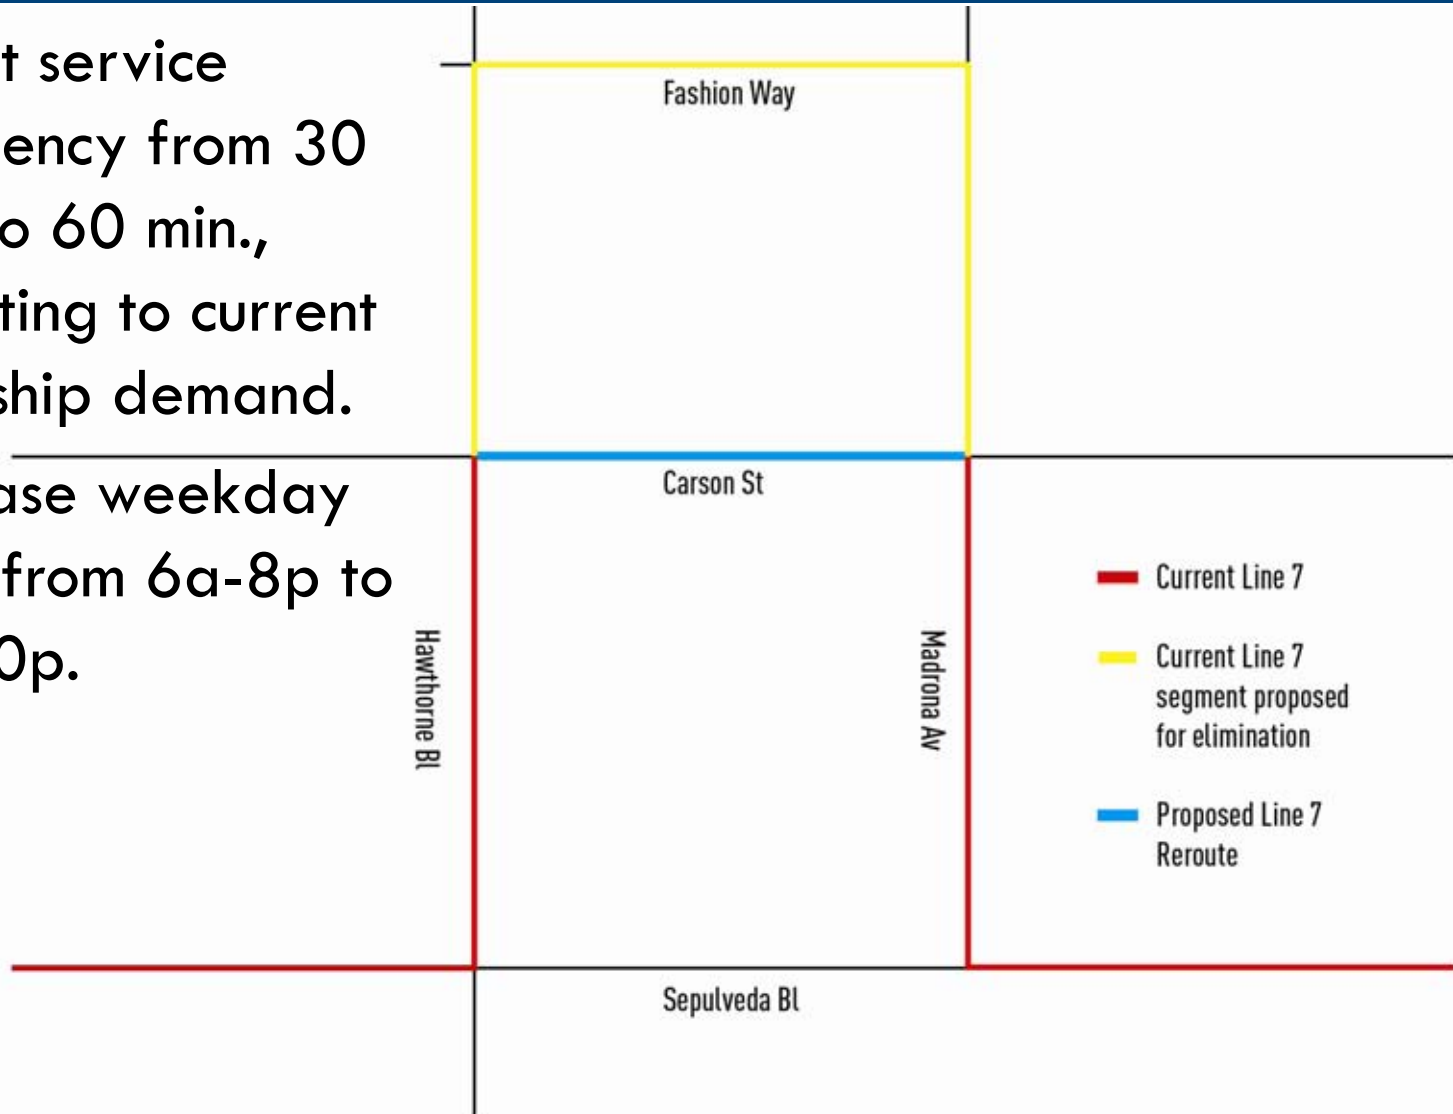 t service
ency from 30
o 60 min.,
ting to current
ship demand.
ase weekday
from 6a-8p to
0p.
Fashion Way
Carson St
Hawthorne Bl
Madrona Av
Current Line 7
Current Line 7
segment proposed
for elimination
Proposed Line 7
Reroute
Sepulveda Bl